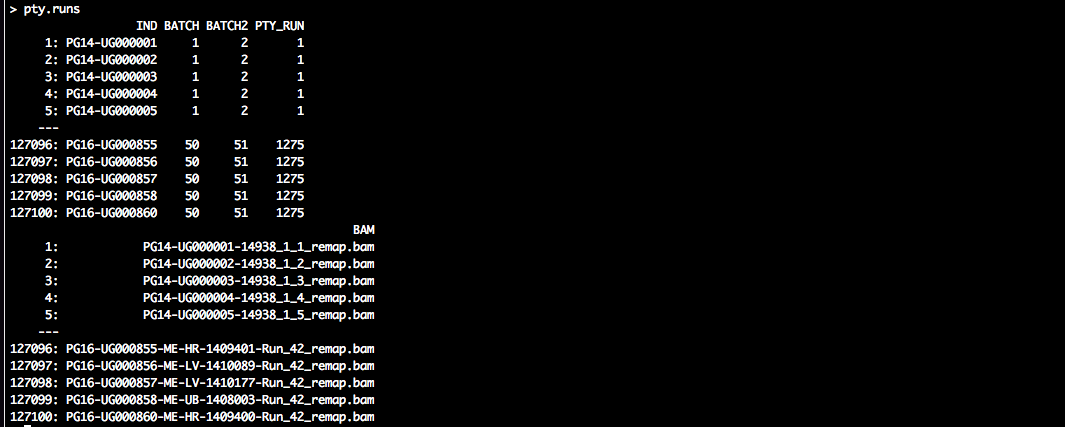 > pty.runs
IND BATCH BATCH2 PTY_RUN
1: PG14-UG000001 1 2 1
2: PG14-UG000002 1 2 1
3: PG14-UG000003 1 2 1
4: PG14-UG000004 1 2 1
5: PG14-UG000005 1 2 1
---
127096: PG16-UG000855 50 51 1275
127097: PG16-UG000856 50 51 1275
127098: PG16-UG000857 50 51 1275
127099: PG16-UG000858 50 51 1275
127100: PG16-UG000860 50 51 1275
BAM
1: PG14-UG000001-14938_1_1_remap.bam
2: PG14-UG000002-14938_1_2_remap.bam
3: PG14-UG000003-14938_1_3_remap.bam
4: PG14-UG000004-14938_1_4_remap.bam
5: PG14-UG000005-14938_1_5_remap.bam
---
127096: PG16-UG000855-ME-HR-1409401-Run_42_remap.bam
127097: PG16-UG000856-ME-LV-1410089-Run_42_remap.bam
127098: PG16-UG000857-ME-LV-1410177-Run_42_remap.bam
127099: PG16-UG000858-ME-UB-1408003-Run_42_remap.bam
127100: PG16-UG000860-ME-HR-1409400-Run_42_remap.bam